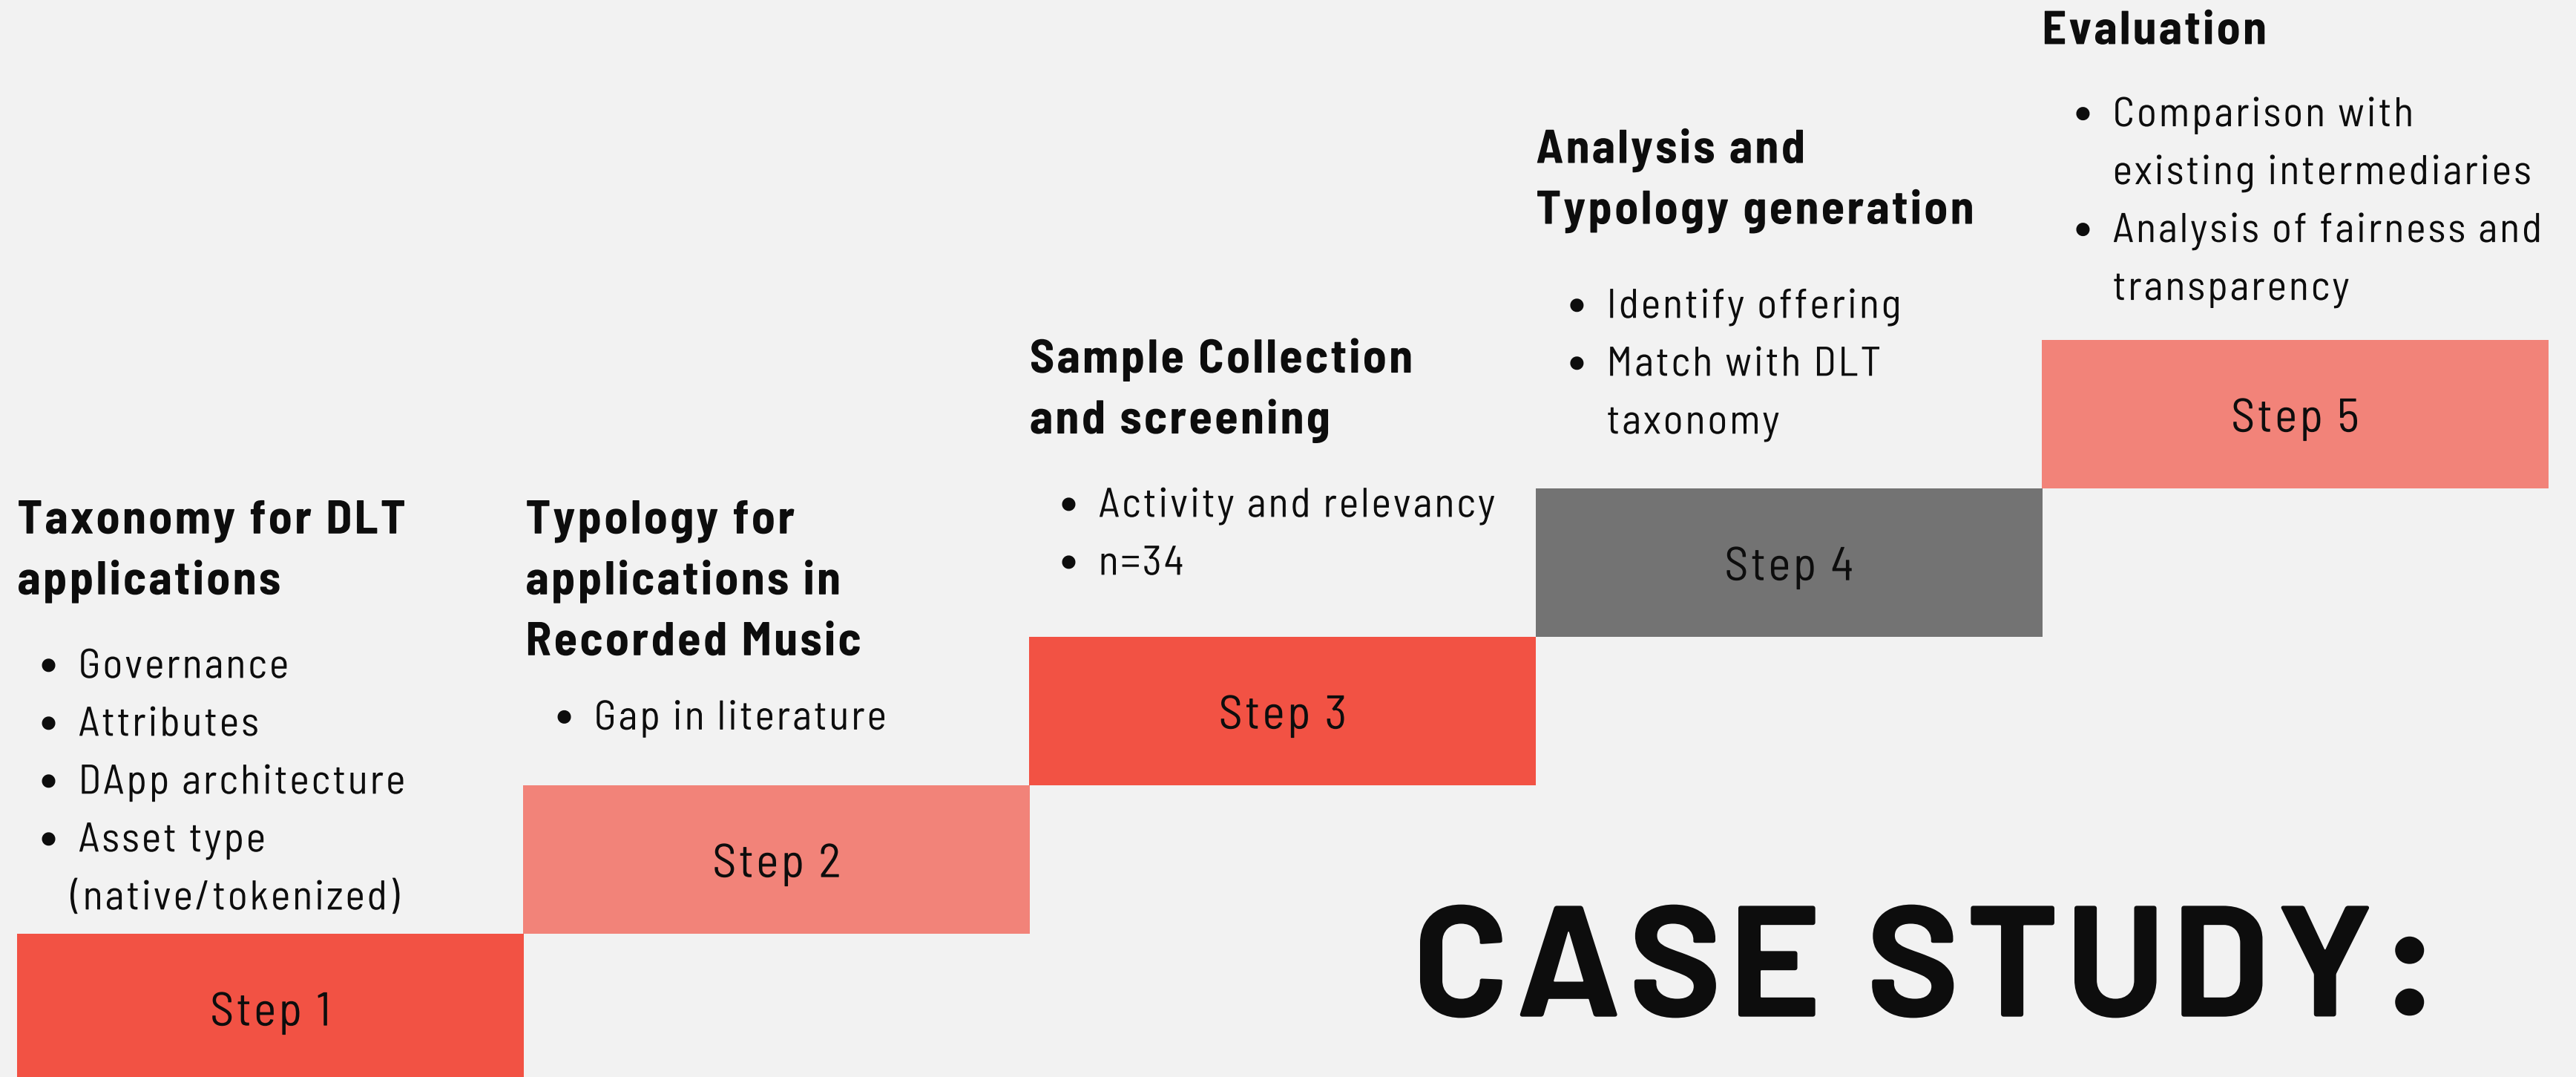 Taxonomy for DLT
applications
• Governance
• Attributes
• DApp architecture
• Asset type
(native/tokenized)
Step 1
Typology for
applications in
Recorded Music
• Gap in literature
Step 2
Sample Collection
and screening
• Activity and relevancy
• n=34
Step 3
Analysis and
Typology generation
• Identify offering
• Match with DLT
taxonomy
Step 4
Evaluation
• Comparison with
existing intermediaries
• Analysis of fairness and
transparency
Step 5
CASE STUDY: